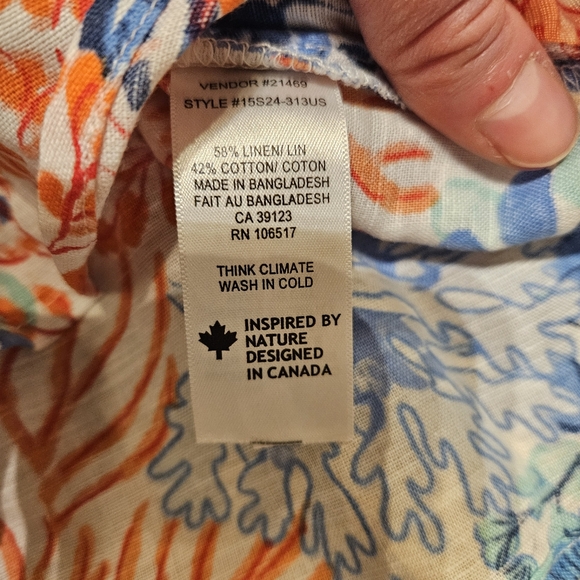 VENDOR #21469
STYLE #15S24-313US
58% LINEN/ LIN
42% COTTON/ COTON
MADE IN BANGLADESH
FAIT AU BANGLADESH
CA 39123
RN 106517
THINK CLIMATE
WASH IN COLD
INSPIRED BY
NATURE
DESIGNED
IN CANADA